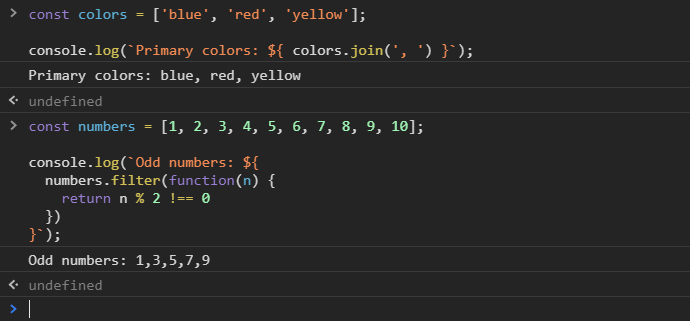 > const colors = ['blue', 'red', 'yellow'];
console.log(`Primary colors: ${ colors.join(', ') }`);
Primary colors: blue, red, yellow
undefined
> const numbers = [1, 2, 3, 4, 5, 6, 7, 8, 9, 10];
console.log(`Odd numbers: ${
  numbers.filter(function(n) {
    return n % 2 !== 0
  })
}`);
Odd numbers: 1,3,5,7,9
undefined
>